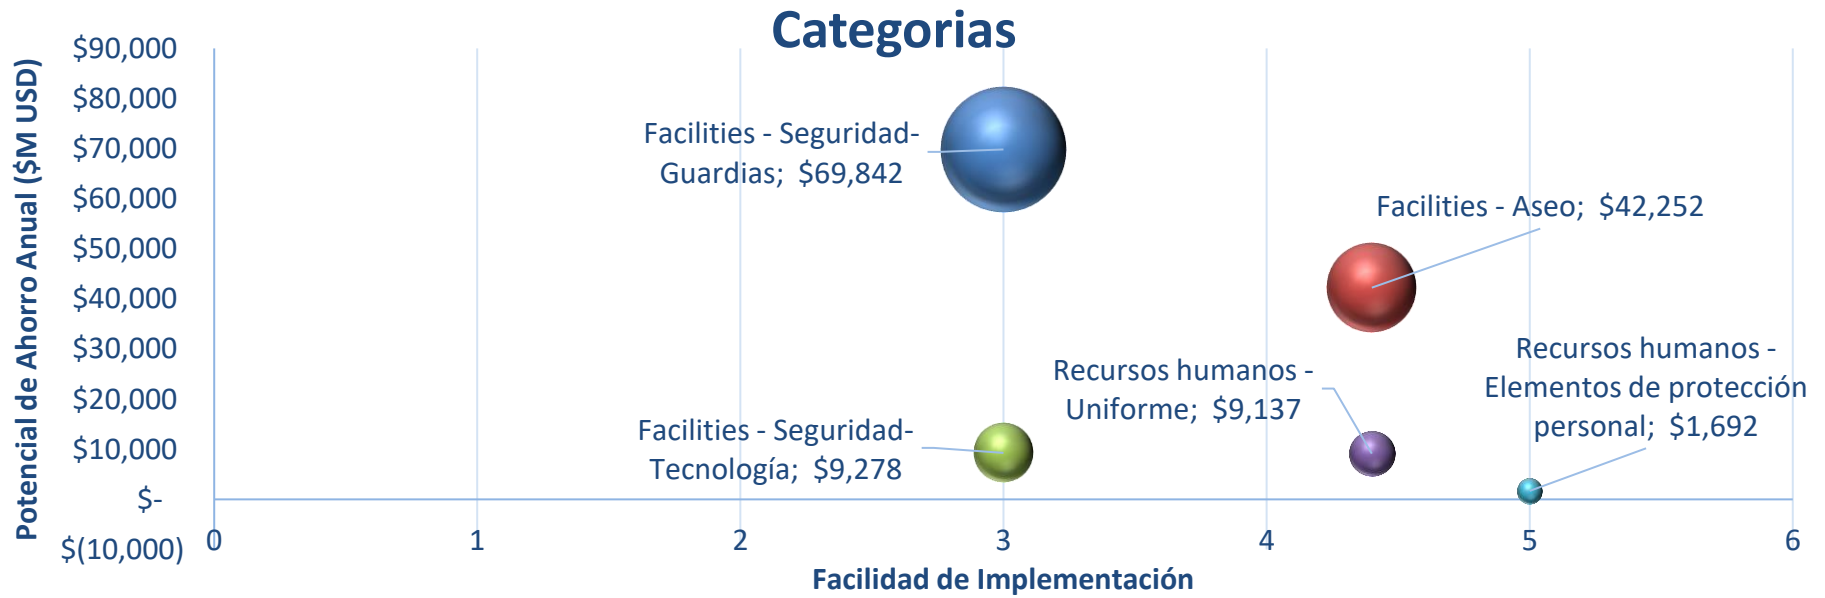 Categorias
Potencial de Ahorro Anual ($M USD)
$90,000
$80,000
$70,000
$60,000
$50,000
$40,000
$30,000
$20,000
$10,000
$-
$(10,000)
Facilities - Seguridad-
Guardias;  $69,842
Facilities - Aseo;  $42,252
Recursos humanos -
Elementos de protección
personal;  $1,692
Recursos humanos -
Uniforme;  $9,137
Facilities - Seguridad-
Tecnología;  $9,278
0
1
2
3
4
5
6
Facilidad de Implementación